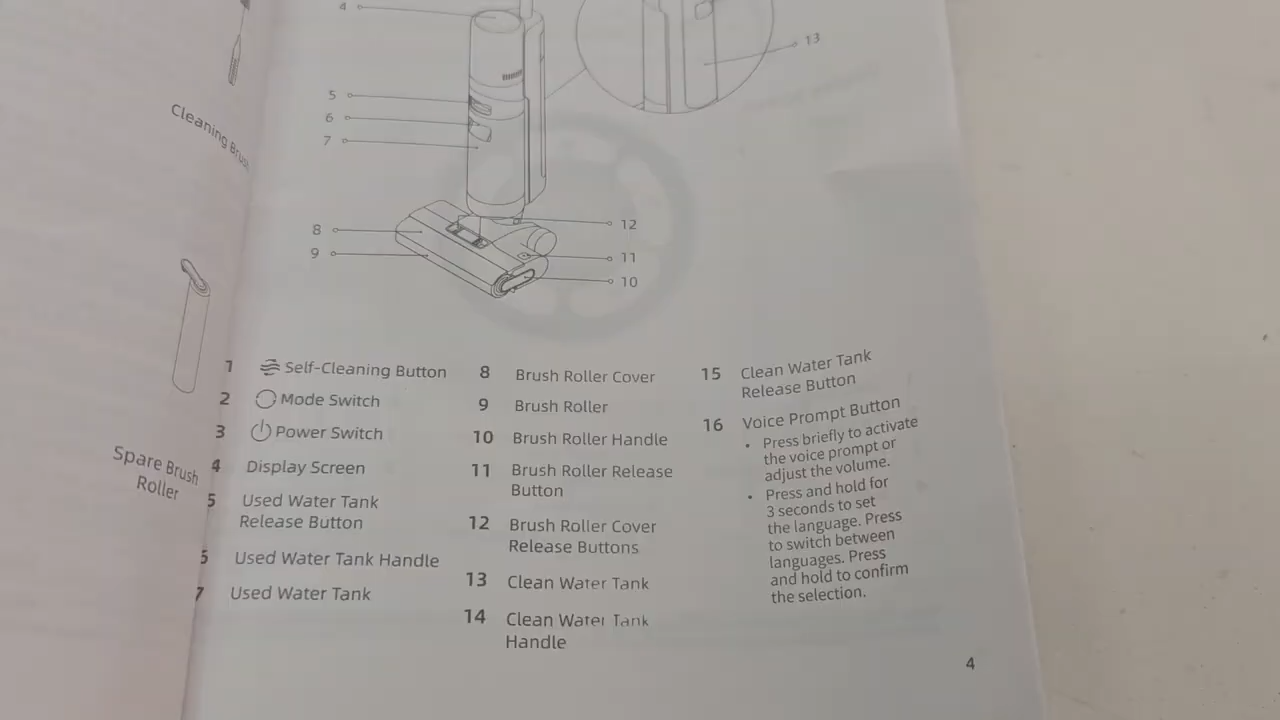 Cleaning Brush
Spare Brush
Roller
4
5
6
7
8
9
13
12
11
10
1 Self-Cleaning Button
2 Mode Switch
3 Power Switch
4 Display Screen
5 Used Water Tank
Release Button
6 Used Water Tank Handle
7 Used Water Tank
8 Brush Roller Cover
9 Brush Roller
10 Brush Roller Handle
11 Brush Roller Release
Button
12 Brush Roller Cover
Release Buttons
13 Clean Water Tank
14 Clean Water Tank
Handle
15 Clean Water Tank
Release Button
16 Voice Prompt Button
• Press briefly to activate
the voice prompt or
adjust the volume.
• Press and hold for
3 seconds to set
the language. Press
to switch between
languages. Press
and hold to confirm
the selection.
4